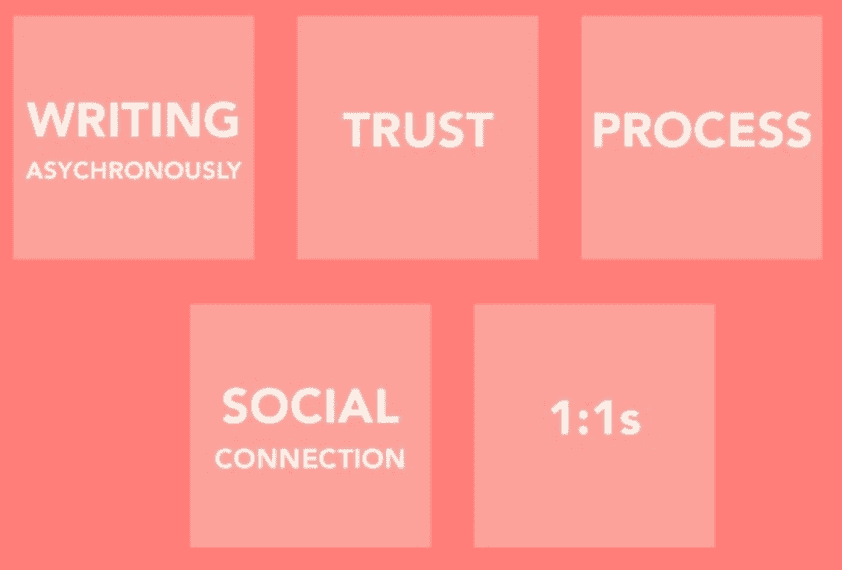 WRITING
ASYCHRONOUSLY
TRUST
PROCESS
SOCIAL
CONNECTION
1:1s